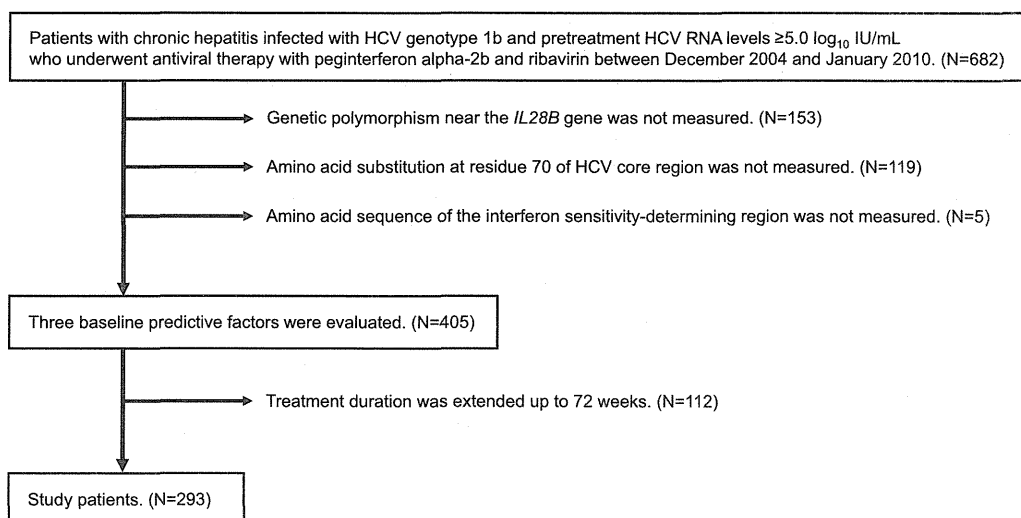 Patients with chronic hepatitis infected with HCV genotype 1b and pretreatment HCV RNA levels ≥5.0 log₁₀ IU/mL
who underwent antiviral therapy with peginterferon alpha-2b and ribavirin between December 2004 and January 2010. (N=682)
Genetic polymorphism near the IL28B gene was not measured. (N=153)
Amino acid substitution at residue 70 of HCV core region was not measured. (N=119)
Amino acid sequence of the interferon sensitivity-determining region was not measured. (N=5)
Three baseline predictive factors were evaluated. (N=405)
Treatment duration was extended up to 72 weeks. (N=112)
Study patients. (N=293)